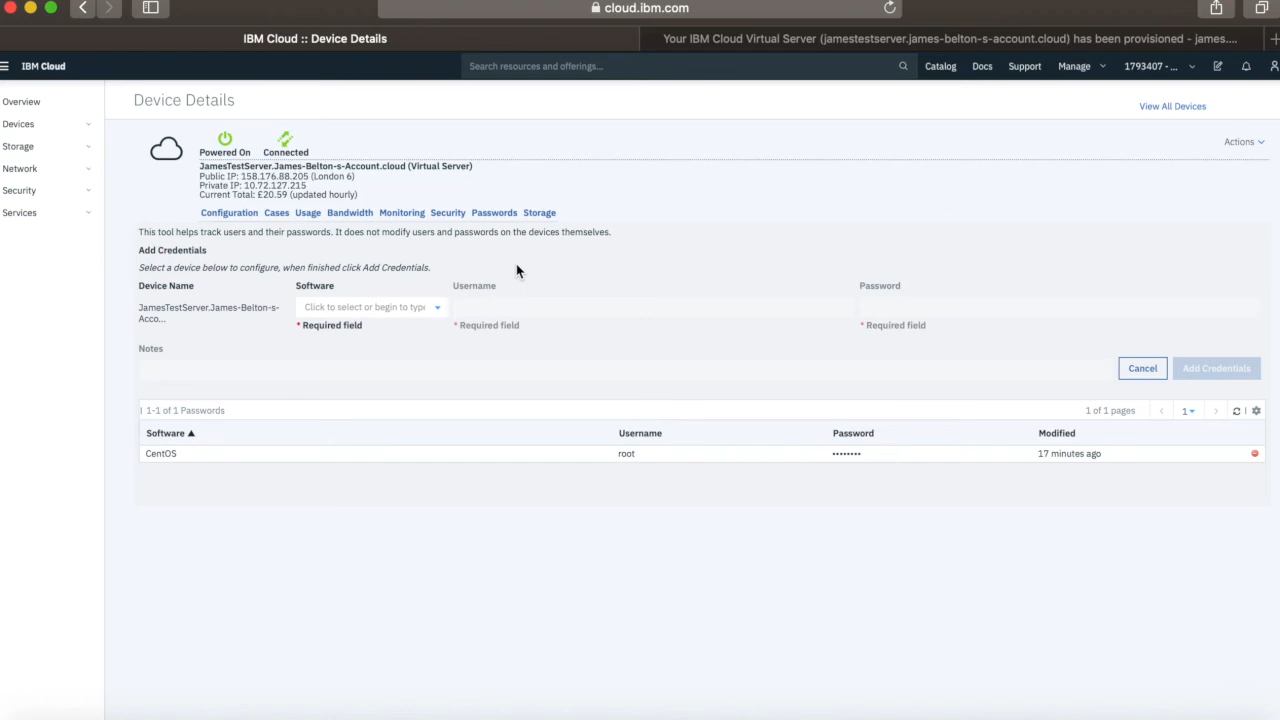 cloud.ibm.com
IBM Cloud :: Device Details
Your IBM Cloud Virtual Server (jamestestserver.james-belton-s-account.cloud) has been provisioned - james....
IBM Cloud
Search resources and offerings...
Catalog
Docs
Support
Manage
1793407 - ...
Overview
Devices
Storage
Network
Security
Services
Device Details
View All Devices
Actions
Powered On
Connected
JamesTestServer.James-Belton-s-Account.cloud (Virtual Server)
Public IP: 158.176.88.205 (London 6)
Private IP: 10.72.127.215
Current Total: £20.59 (updated hourly)
Configuration Cases Usage Bandwidth Monitoring Security Passwords Storage
This tool helps track users and their passwords. It does not modify users and passwords on the devices themselves.
Add Credentials
Select a device below to configure, when finished click Add Credentials.
Device Name
Software
Username
Password
JamesTestServer.James-Belton-s-
Acco...
Click to select or begin to type
* Required field
* Required field
* Required field
Notes
Cancel
Add Credentials
1-1 of 1 Passwords
1 of 1 pages
1
Software
Username
Password
Modified
CentOS
root
••••••••
17 minutes ago